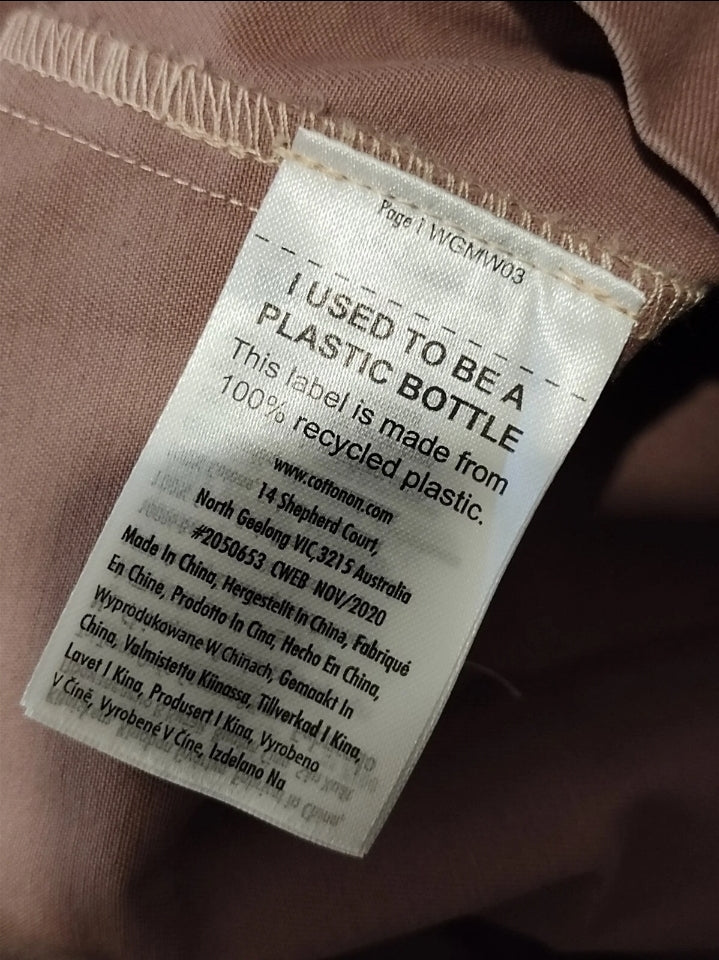 Page 1 WGMW03
I USED TO BE A
PLASTIC BOTTLE
This label is made from
100% recycled plastic.
www.cottonon.com
14 Shepherd Court,
North Geelong VIC,3215 Australia
#2050653 CWEB NOV/2020
Made In China, Hergestellt In China, Fabriqué
En Chine, Prodotto In Cina, Hecho En China,
Wyprodukowane W Chinach, Gemaakt In
China, Valmistettu Kiinassa, Tillverkad I Kina,
Lavet I Kina, Produsert I Kina, Vyrobeno
V Číně, Vyrobené V Číne, Izdelano Na